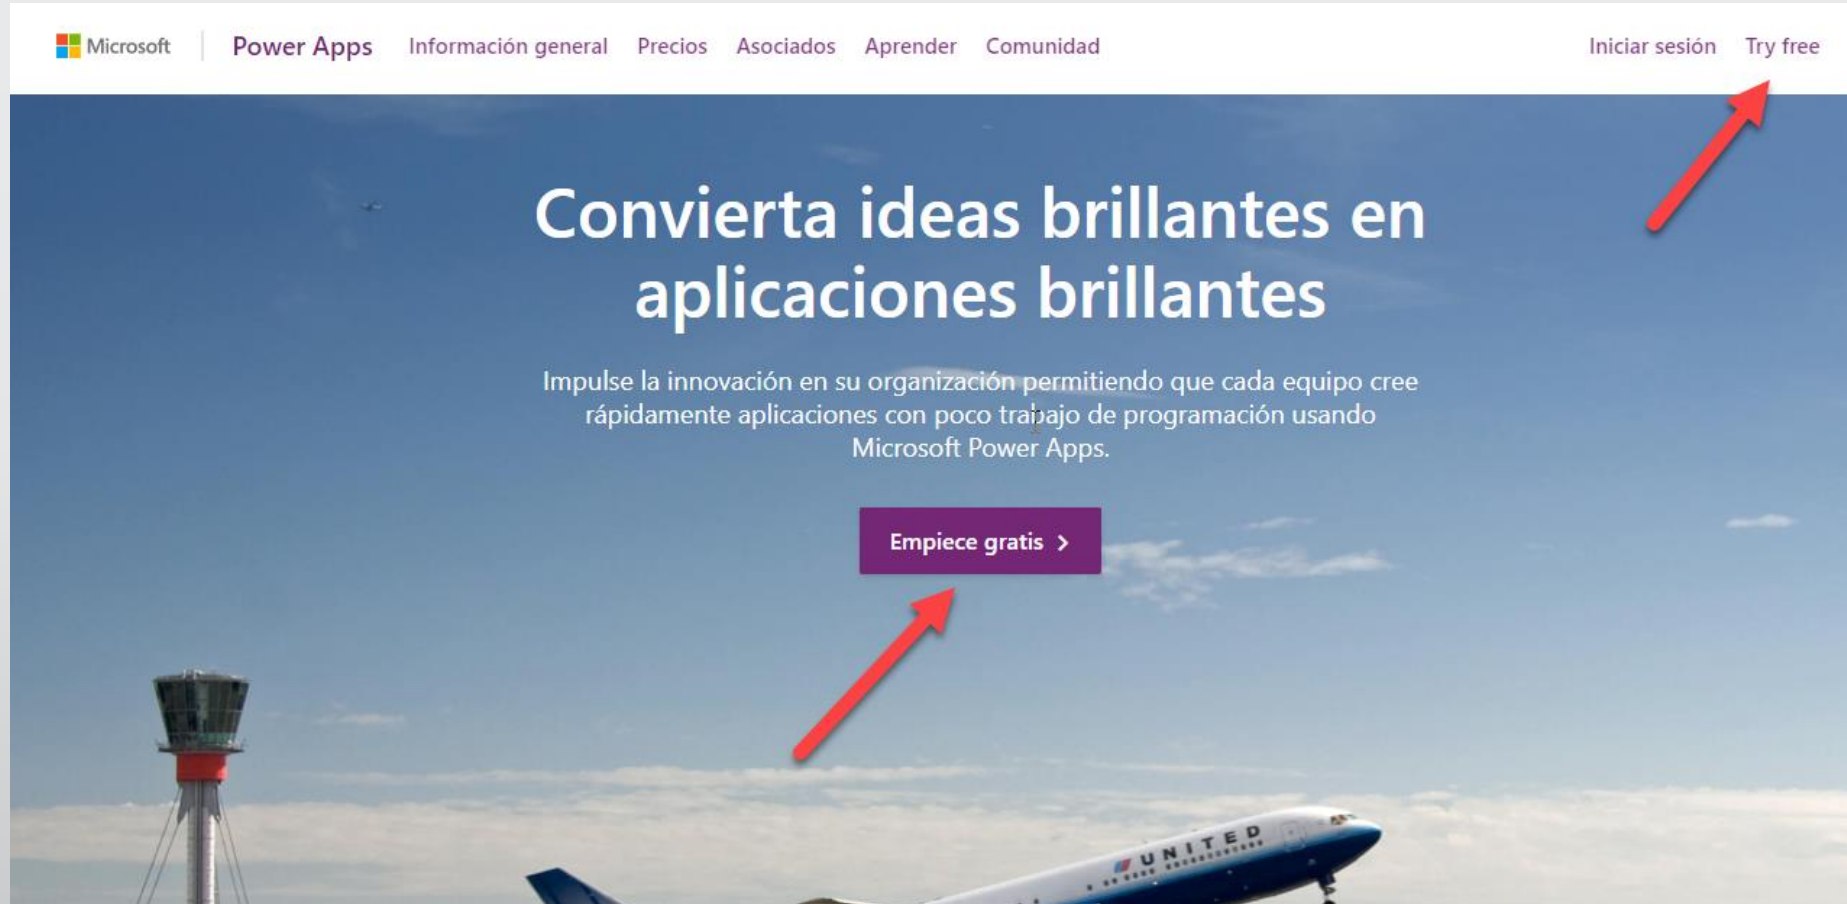 Microsoft Power Apps Información general Precios Asociados Aprender Comunidad Iniciar sesión Try free
Convierta ideas brillantes en
aplicaciones brillantes
Impulse la innovación en su organización permitiendo que cada equipo cree
rápidamente aplicaciones con poco trabajo de programación usando
Microsoft Power Apps.
Empiece gratis
UNITED